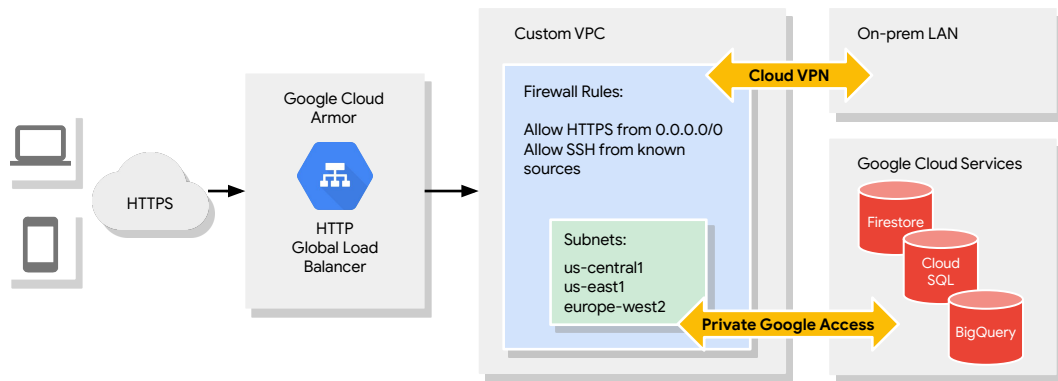 HTTPS
Google Cloud
Armor
HTTP
Global Load
Balancer
Custom VPC
Firewall Rules:
Allow HTTPS from 0.0.0.0/0
Allow SSH from known
sources
Subnets:
us-central1
us-east1
europe-west2
Cloud VPN
On-prem LAN
Private Google Access
Google Cloud Services
Firestore
Cloud
SQL
BigQuery